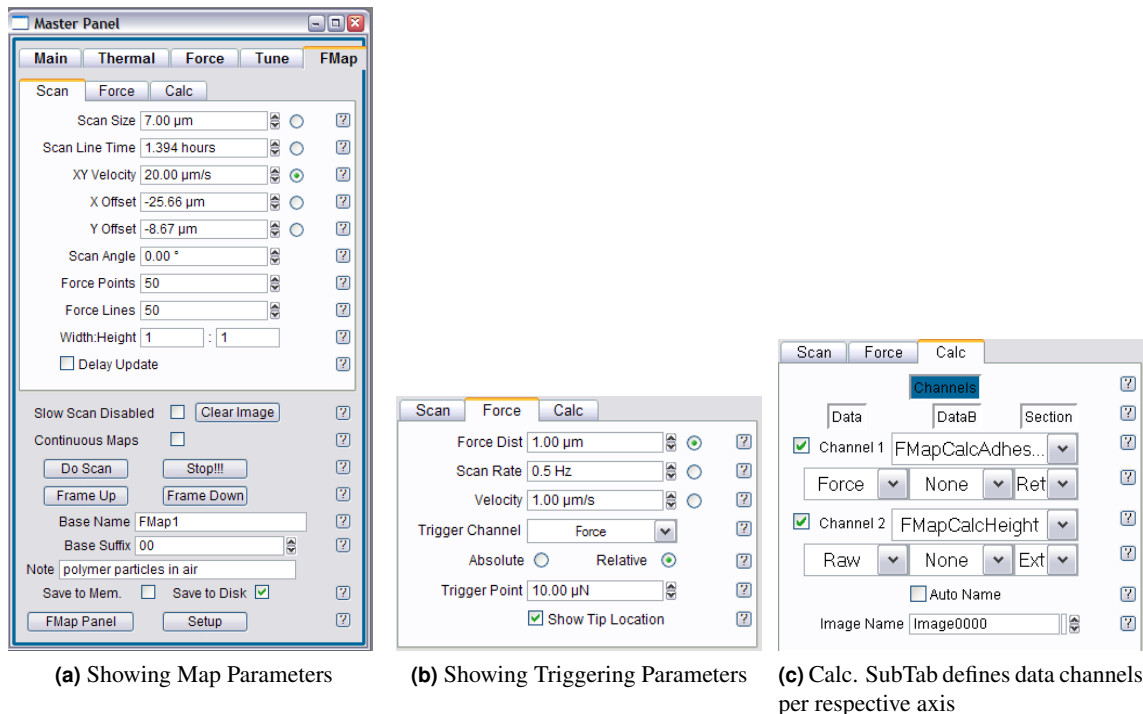 Master Panel
Main Thermal Force Tune FMap
Scan Force Calc
Scan Size 7.00 µm ?
Scan Line Time 1.394 hours ?
XY Velocity 20.00 µm/s ?
X Offset -25.66 µm ?
Y Offset -8.67 µm ?
Scan Angle 0.00 ° ?
Force Points 50 ?
Force Lines 50 ?
Width:Height 1 : 1 ?
Delay Update ?
Slow Scan Disabled Clear Image ?
Continuous Maps ?
Do Scan Stop!!! ?
Frame Up Frame Down ?
Base Name FMap1 ?
Base Suffix 00 ?
Note polymer particles in air
Save to Mem. Save to Disk ?
FMap Panel Setup ?
(a) Showing Map Parameters
Scan Force Calc
Force Dist 1.00 µm ?
Scan Rate 0.5 Hz ?
Velocity 1.00 µm/s ?
Trigger Channel Force ?
Absolute Relative ?
Trigger Point 10.00 µN ?
Show Tip Location ?
(b) Showing Triggering Parameters
Scan Force Calc
Channels ?
Data DataB Section ?
Channel 1 FMapCalcAdhes... ?
Force None Ret ?
Channel 2 FMapCalcHeight ?
Raw None Ext ?
Auto Name ?
Image Name Image0000 ?
(c) Calc. SubTab defines data channels
per respective axis